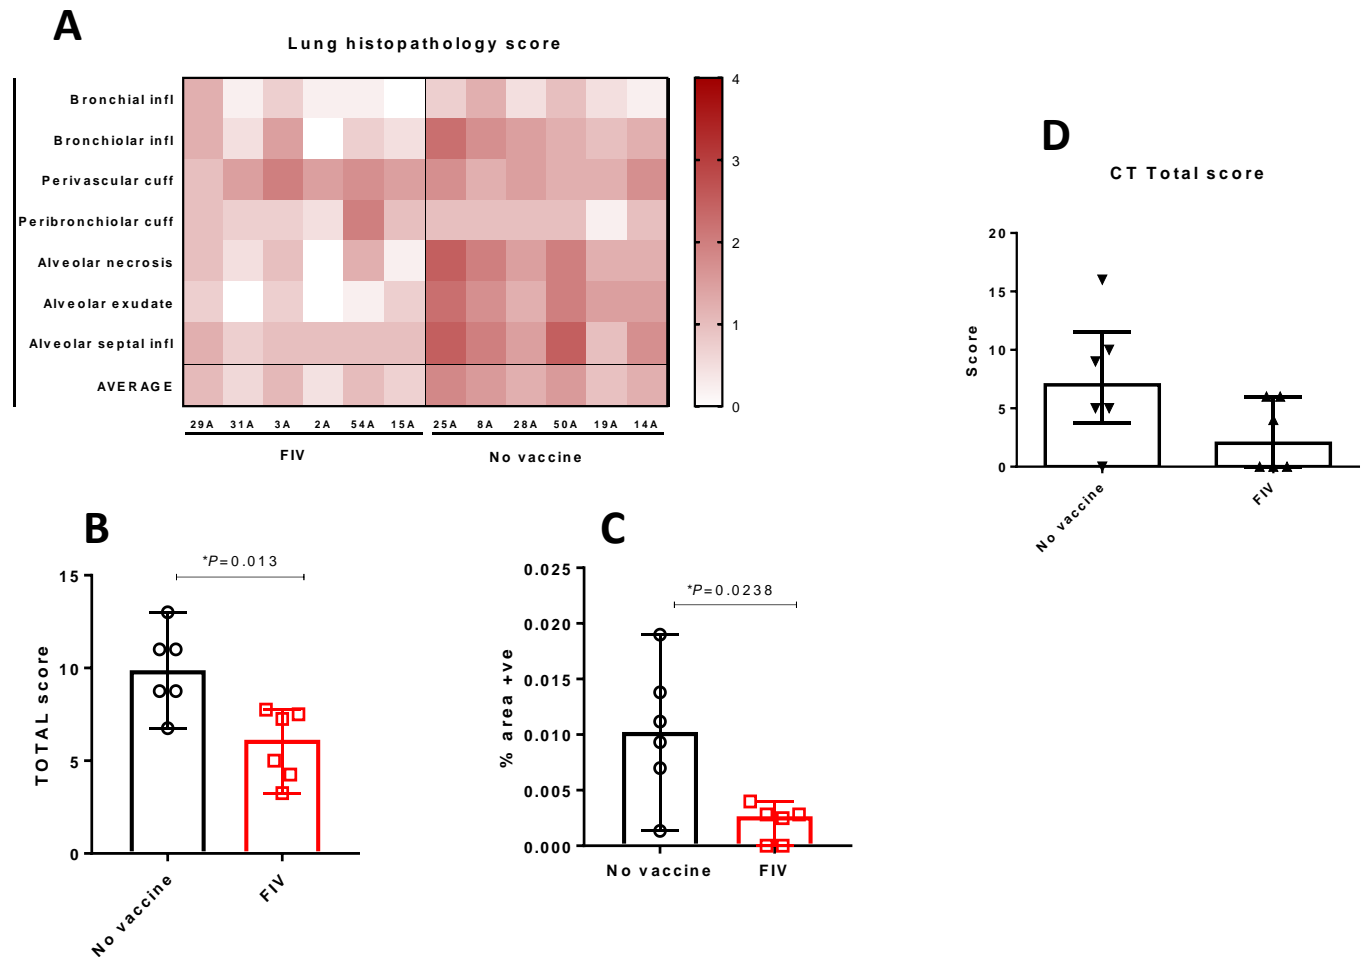 A
Lung histopathology score
Bronchial infl
Bronchiolar infl
Perivascular cuff
Peribronchiolar cuff
Alveolar necrosis
Alveolar exudate
Alveolar septal infl
AVERAGE
29A 31A 3A 2A 54A 15A 25A 8A 28A 50A 19A 14A
FIV
No vaccine
4
3
2
1
0
D
CT Total score
Score
20
15
10
5
0
No vaccine
FIV
B
*P=0.013
TOTAL score
15
10
5
0
No vaccine
FIV
C
*P=0.0238
% area +ve
0.025
0.020
0.015
0.010
0.005
0.000
No vaccine
FIV